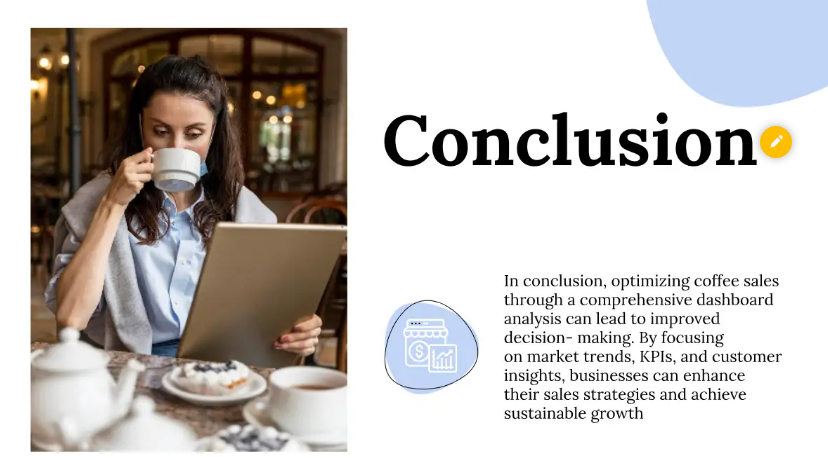 Conclusion
In conclusion, optimizing coffee sales
through a comprehensive dashboard
analysis can lead to improved
decision- making. By focusing
on market trends, KPIs, and customer
insights, businesses can enhance
their sales strategies and achieve
sustainable growth